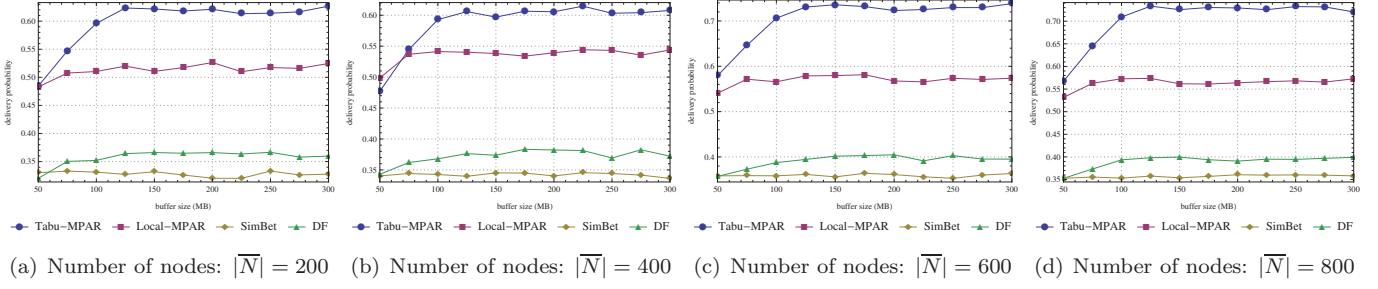 delivery probability
0.60
0.55
0.50
0.45
0.40
0.35
50 100 150 200 250 300
buffer size (MB)
Tabu−MPAR Local−MPAR SimBet DF
(a) Number of nodes: |N| = 200
delivery probability
0.60
0.55
0.50
0.45
0.40
0.35
50 100 150 200 250 300
buffer size (MB)
Tabu−MPAR Local−MPAR SimBet DF
(b) Number of nodes: |N| = 400
delivery probability
0.7
0.6
0.5
0.4
50 100 150 200 250 300
buffer size (MB)
Tabu−MPAR Local−MPAR SimBet DF
(c) Number of nodes: |N| = 600
delivery probability
0.70
0.65
0.60
0.55
0.50
0.45
0.40
0.35
50 100 150 200 250 300
buffer size (MB)
Tabu−MPAR Local−MPAR SimBet DF
(d) Number of nodes: |N| = 800